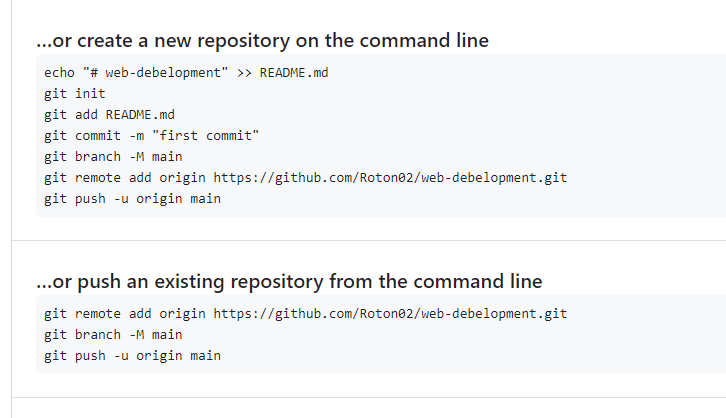 ...or create a new repository on the command line
echo "# web-debelopment" >> README.md
git init
git add README.md
git commit -m "first commit"
git branch -M main
git remote add origin https://github.com/Roton02/web-debelopment.git
git push -u origin main
...or push an existing repository from the command line
git remote add origin https://github.com/Roton02/web-debelopment.git
git branch -M main
git push -u origin main